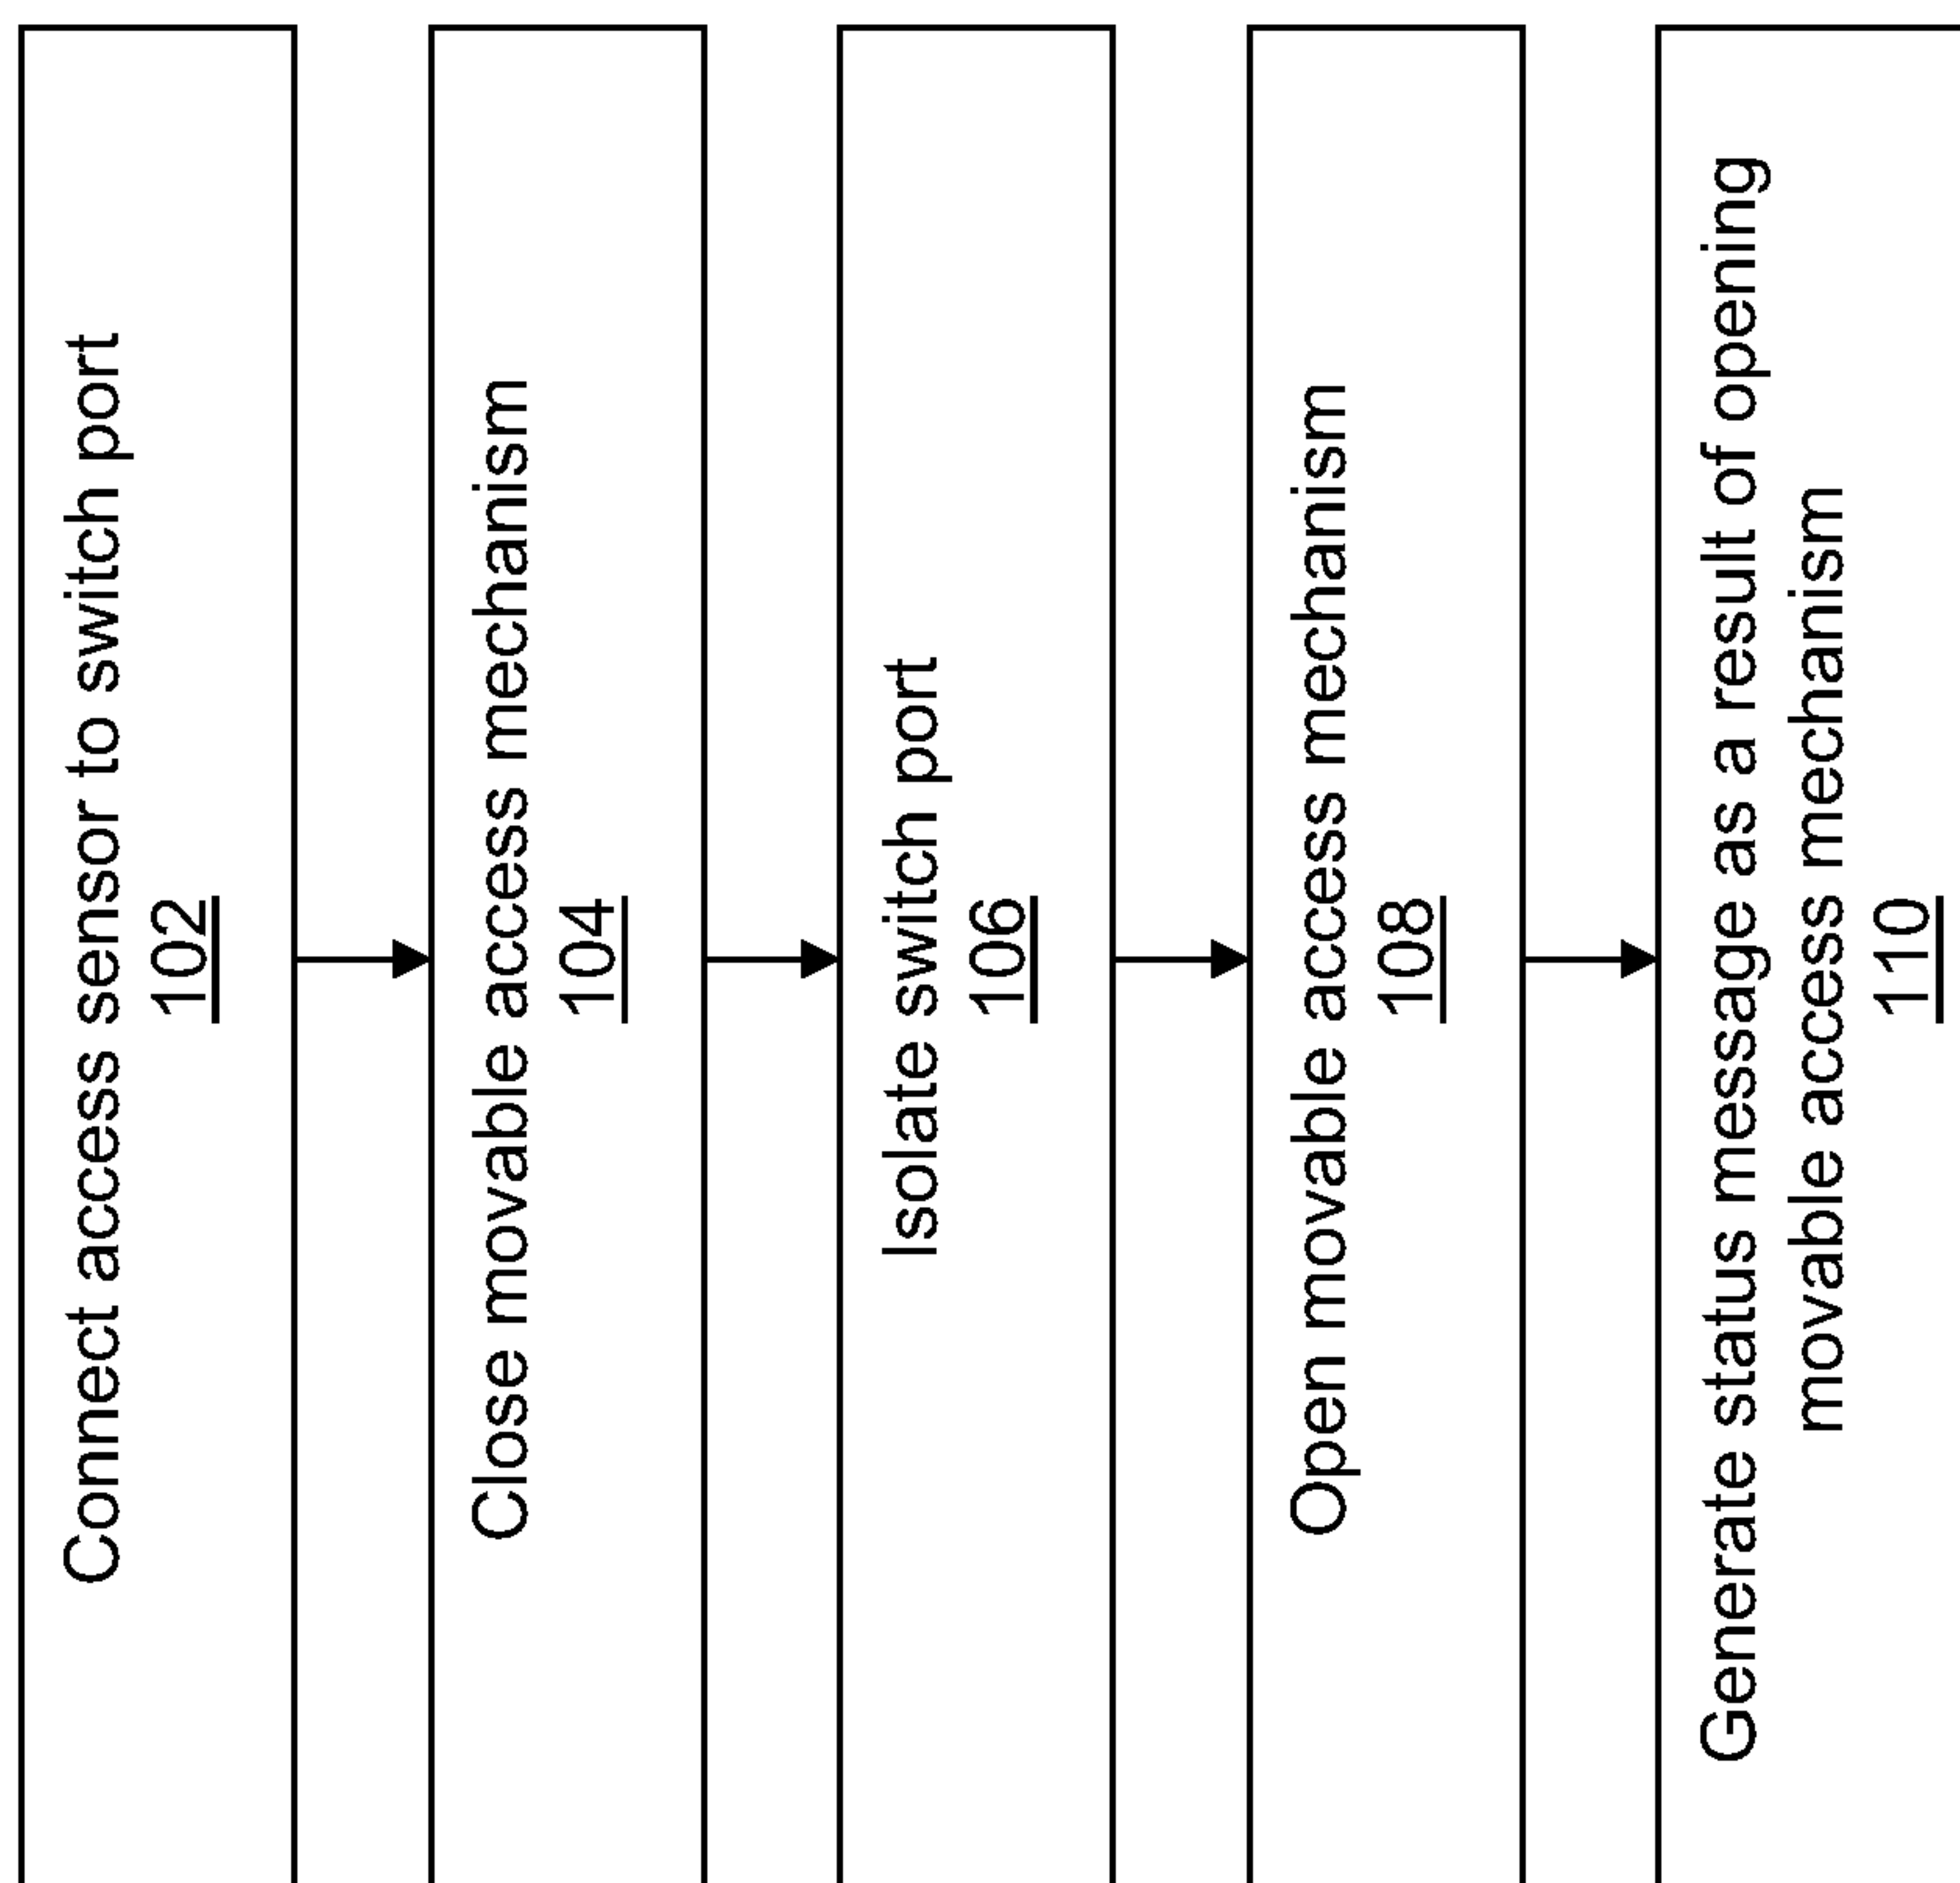 Connect access sensor to switch port
102
Close movable access mechanism
104
Isolate switch port
106
Open movable access mechanism
108
Generate status message as a result of opening
movable access mechanism
110